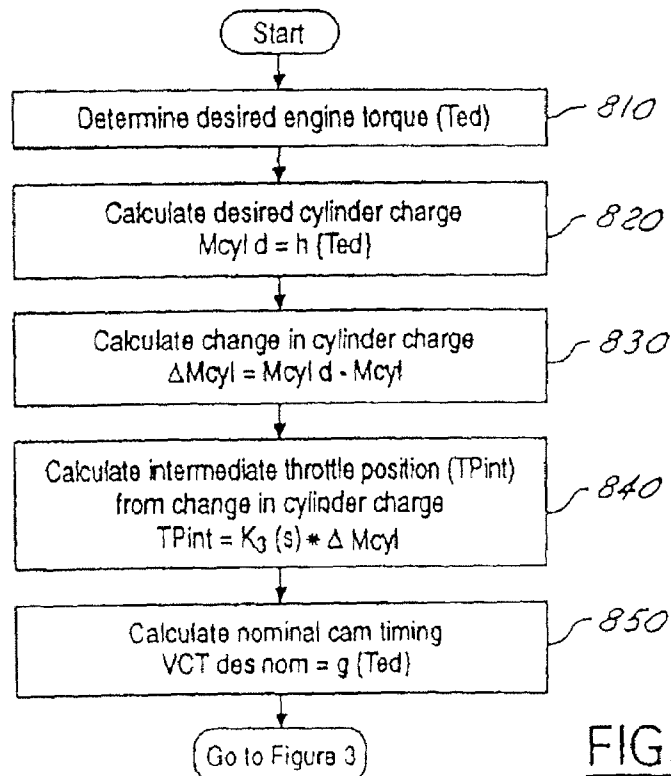 Start
Determine desired engine torque (Ted)
810
Calculate desired cylinder charge
Mcyl d = h {Ted}
820
Calculate change in cylinder charge
ΔMcyl = Mcyl d - Mcyl
830
Calculate intermediate throttle position (TPint)
from change in cylinder charge
TPint = K₃ (s) * Δ Mcyl
840
Calculate nominal cam timing
VCT des nom = g {Ted}
850
Go to Figure 3
FIG